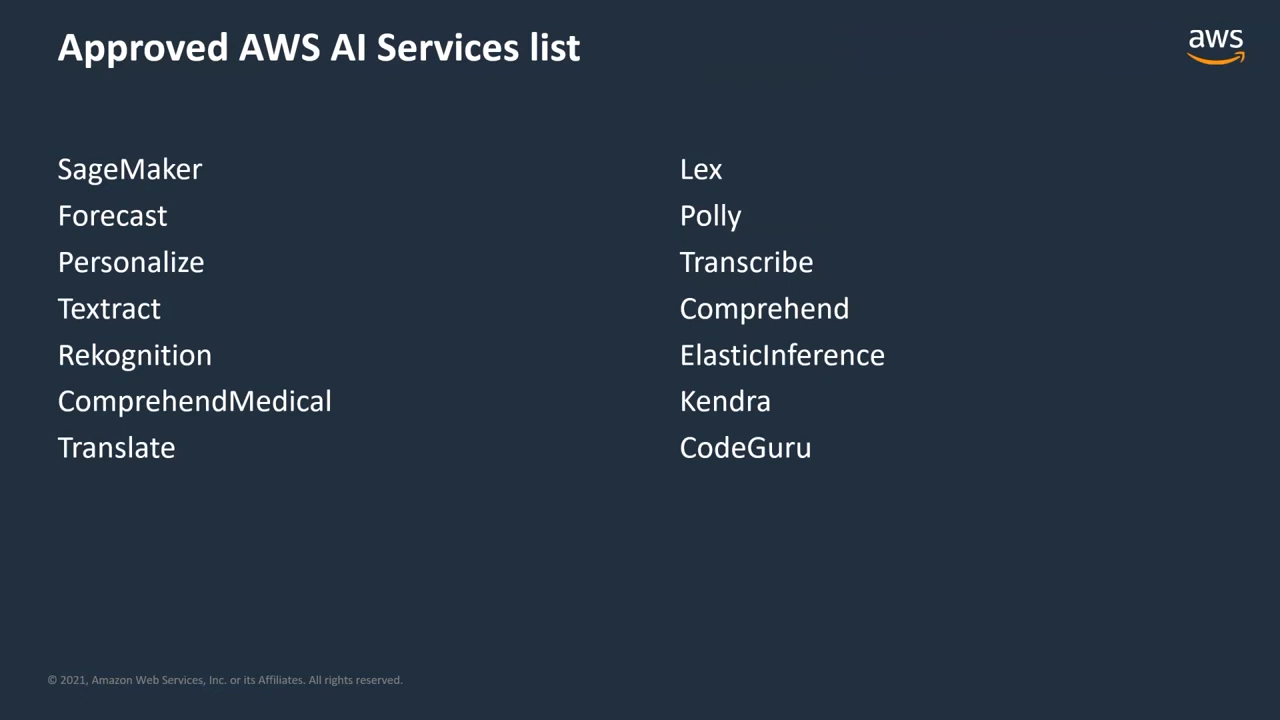 Approved AWS AI Services list
aws
SageMaker
Forecast
Personalize
Textract
Rekognition
ComprehendMedical
Translate
Lex
Polly
Transcribe
Comprehend
ElasticInference
Kendra
CodeGuru
© 2021, Amazon Web Services, Inc. or its Affiliates. All rights reserved.